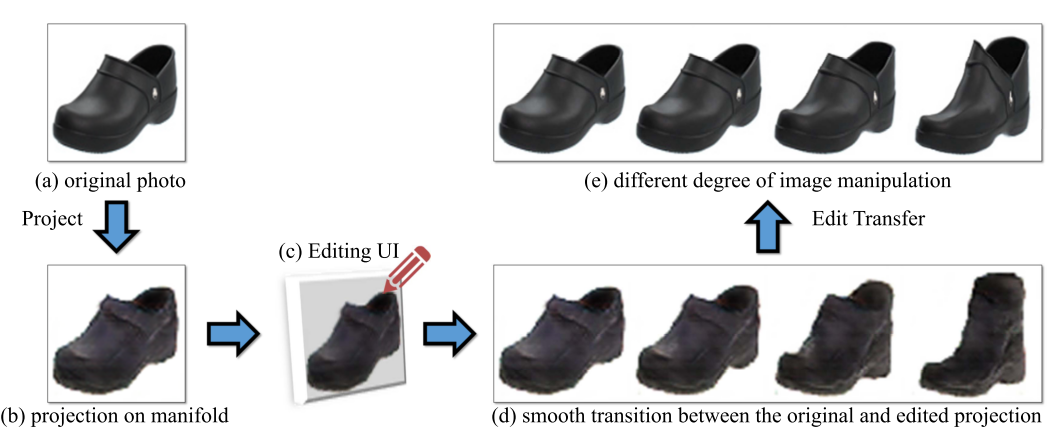 (a) original photo
(e) different degree of image manipulation
Project
Edit Transfer
(c) Editing UI
(b) projection on manifold
(d) smooth transition between the original and edited projection